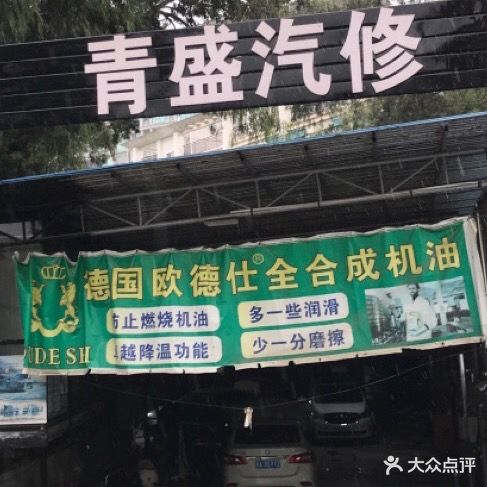 青盛汽修
德国欧德仕®全合成机油
防止燃烧机油
多一些润滑
越降温功能
少一分磨擦
UDE SH
大众点评